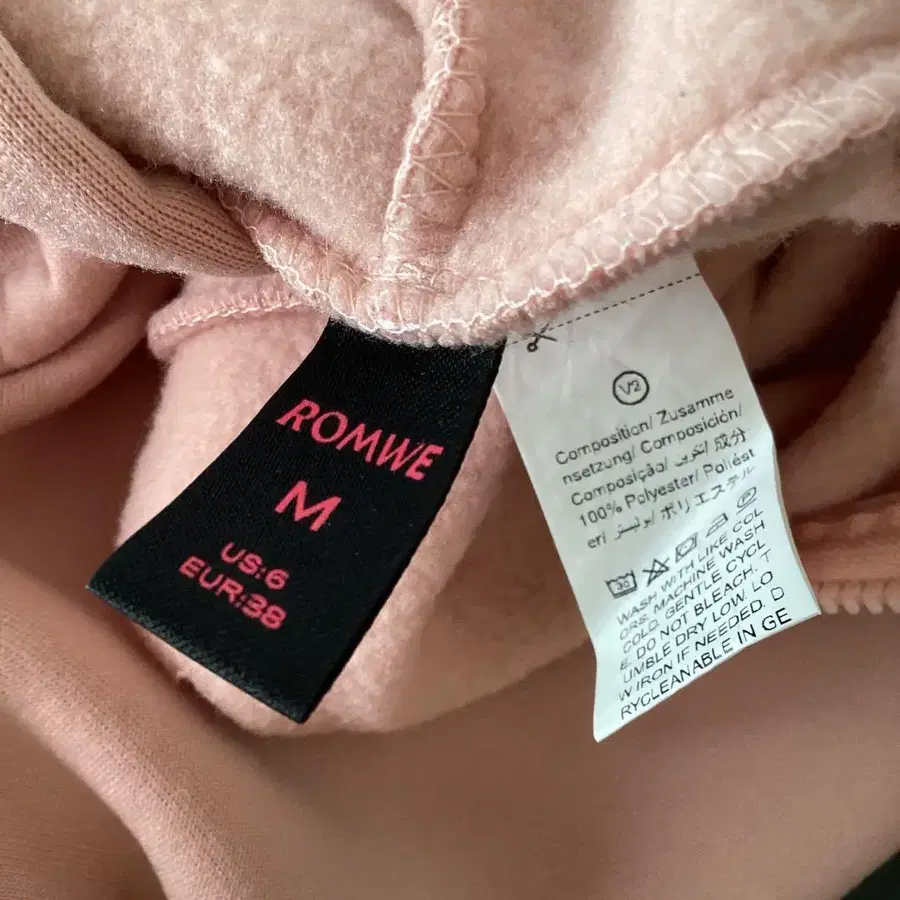 ROMWE
M
US:6
EUR:38
V2
Composition/ Zusamme
nsetzung/ Composición/
Composição/ تكوين/ 成分
100% Polyester/ Poliést
er/ بوليستر/ ポリエステル
30
WASH WITH LIKE COL
ORS. MACHINE WASH
COLD. GENTLE CYCL
E. DO NOT BLEACH. T
UMBLE DRY LOW. LO
W IRON IF NEEDED. D
RYCLEANABLE IN GE